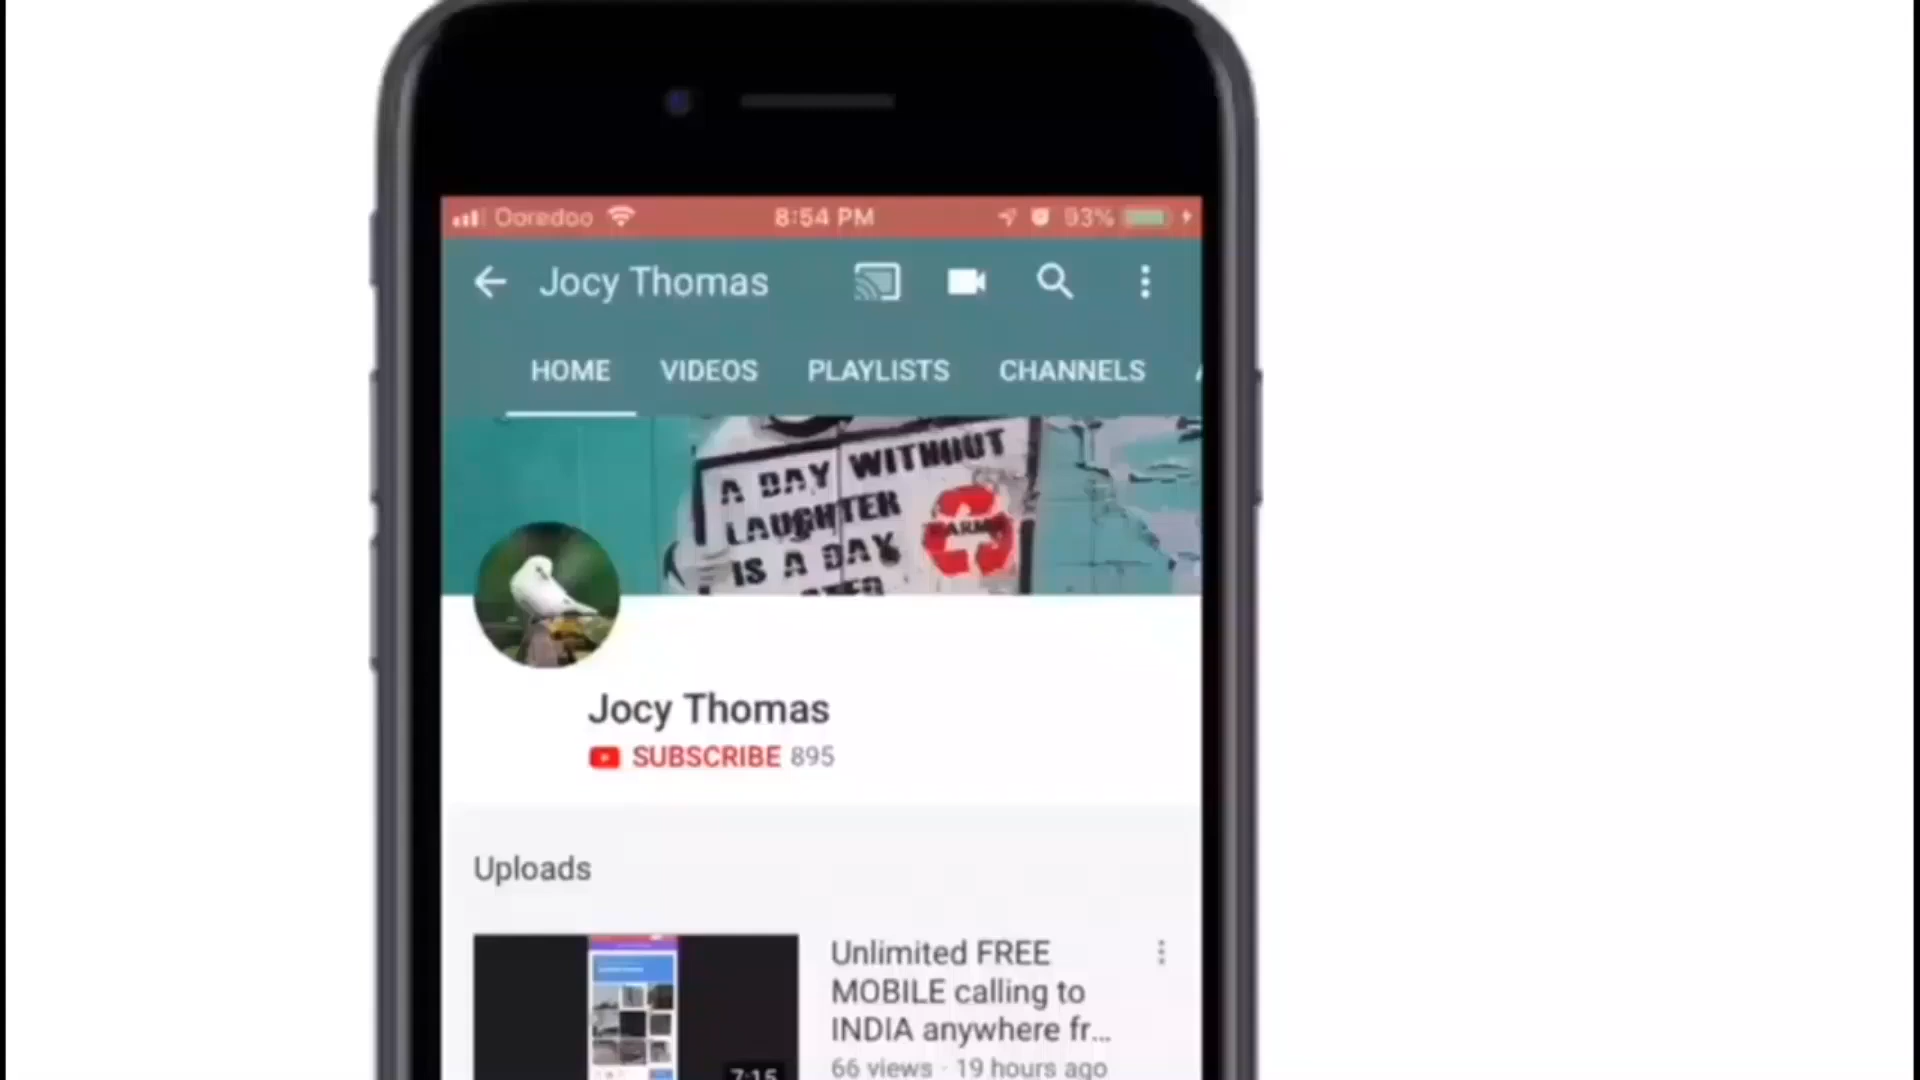 Ooredoo 8:54 PM 93%
Jocy Thomas
HOME VIDEOS PLAYLISTS CHANNELS
A DAY WITHOUT
LAUGHTER
IS A DAY
Jocy Thomas
SUBSCRIBE 895
Uploads
Unlimited FREE
MOBILE calling to
INDIA anywhere fr...
66 views · 19 hours ago
7:15